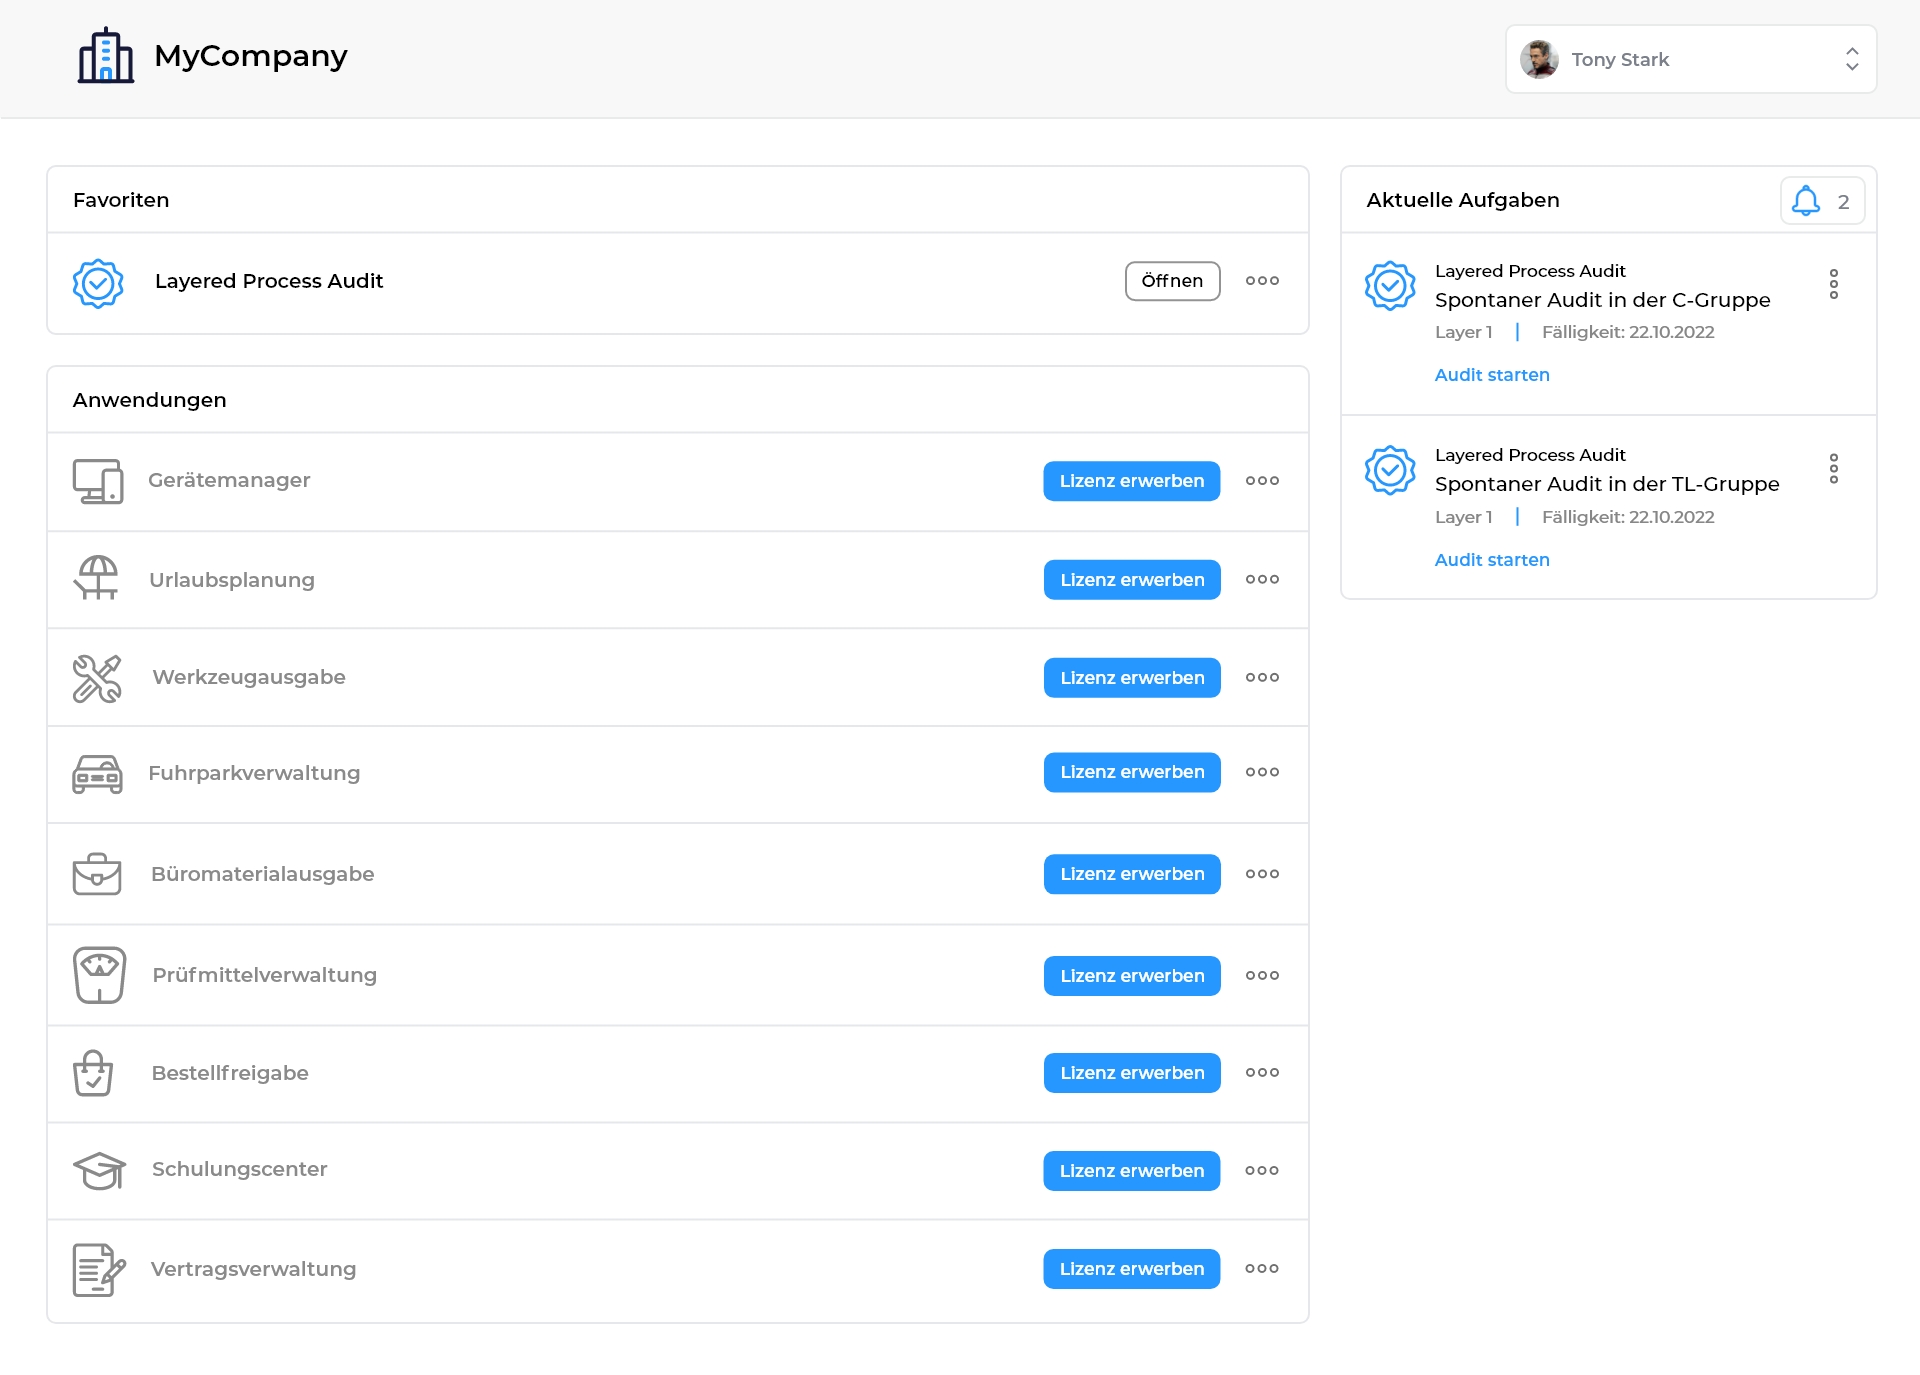 MyCompany
Tony Stark
Favoriten
Layered Process Audit
Öffnen
Anwendungen
Gerätemanager
Lizenz erwerben
Urlaubsplanung
Lizenz erwerben
Werkzeugausgabe
Lizenz erwerben
Fuhrparkverwaltung
Lizenz erwerben
Büromaterialausgabe
Lizenz erwerben
Prüfmittelverwaltung
Lizenz erwerben
Bestellfreigabe
Lizenz erwerben
Schulungscenter
Lizenz erwerben
Vertragsverwaltung
Lizenz erwerben
Aktuelle Aufgaben
2
Layered Process Audit
Spontaner Audit in der C-Gruppe
Layer 1 | Fälligkeit: 22.10.2022
Audit starten
Layered Process Audit
Spontaner Audit in der TL-Gruppe
Layer 1 | Fälligkeit: 22.10.2022
Audit starten